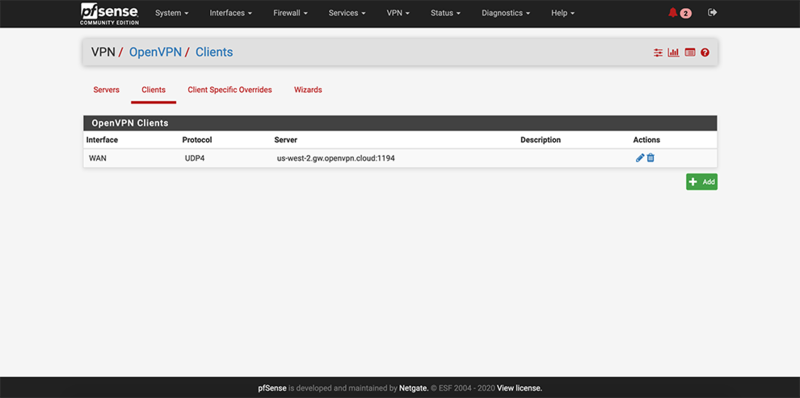 pfsense System Interfaces Firewall Services VPN Status Diagnostics Help 2
COMMUNITY EDITION
VPN / OpenVPN / Clients
Servers Clients Client Specific Overrides Wizards
OpenVPN Clients
Interface Protocol Server Description Actions
WAN UDP4 us-west-2.gw.openvpn.cloud:1194
Add
pfSense is developed and maintained by Netgate. © ESF 2004 - 2020 View license.